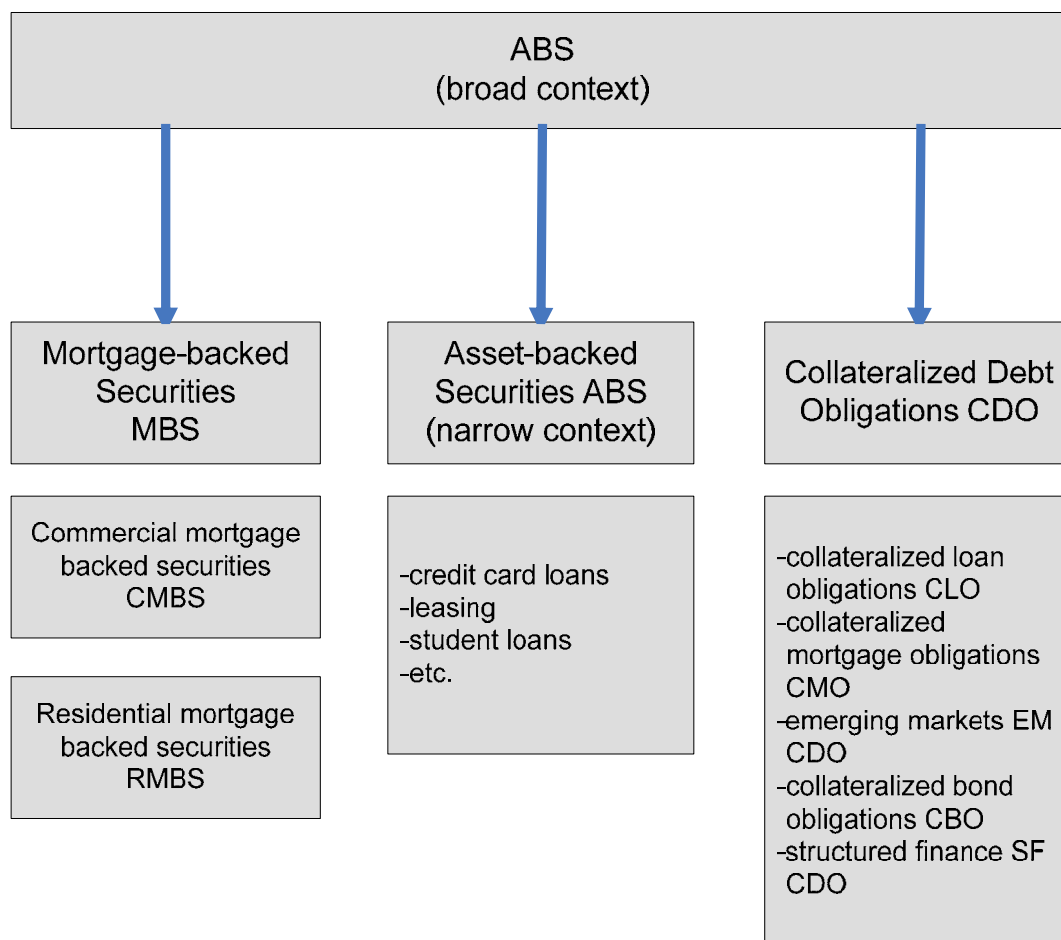 ABS
(broad context)
Mortgage-backed
Securities
MBS
Asset-backed
Securities ABS
(narrow context)
Collateralized Debt
Obligations CDO
Commercial mortgage
backed securities
CMBS
Residential mortgage
backed securities
RMBS
-credit card loans
-leasing
-student loans
-etc.
-collateralized loan
obligations CLO
-collateralized
mortgage obligations
CMO
-emerging markets EM
CDO
-collateralized bond
obligations CBO
-structured finance SF
CDO